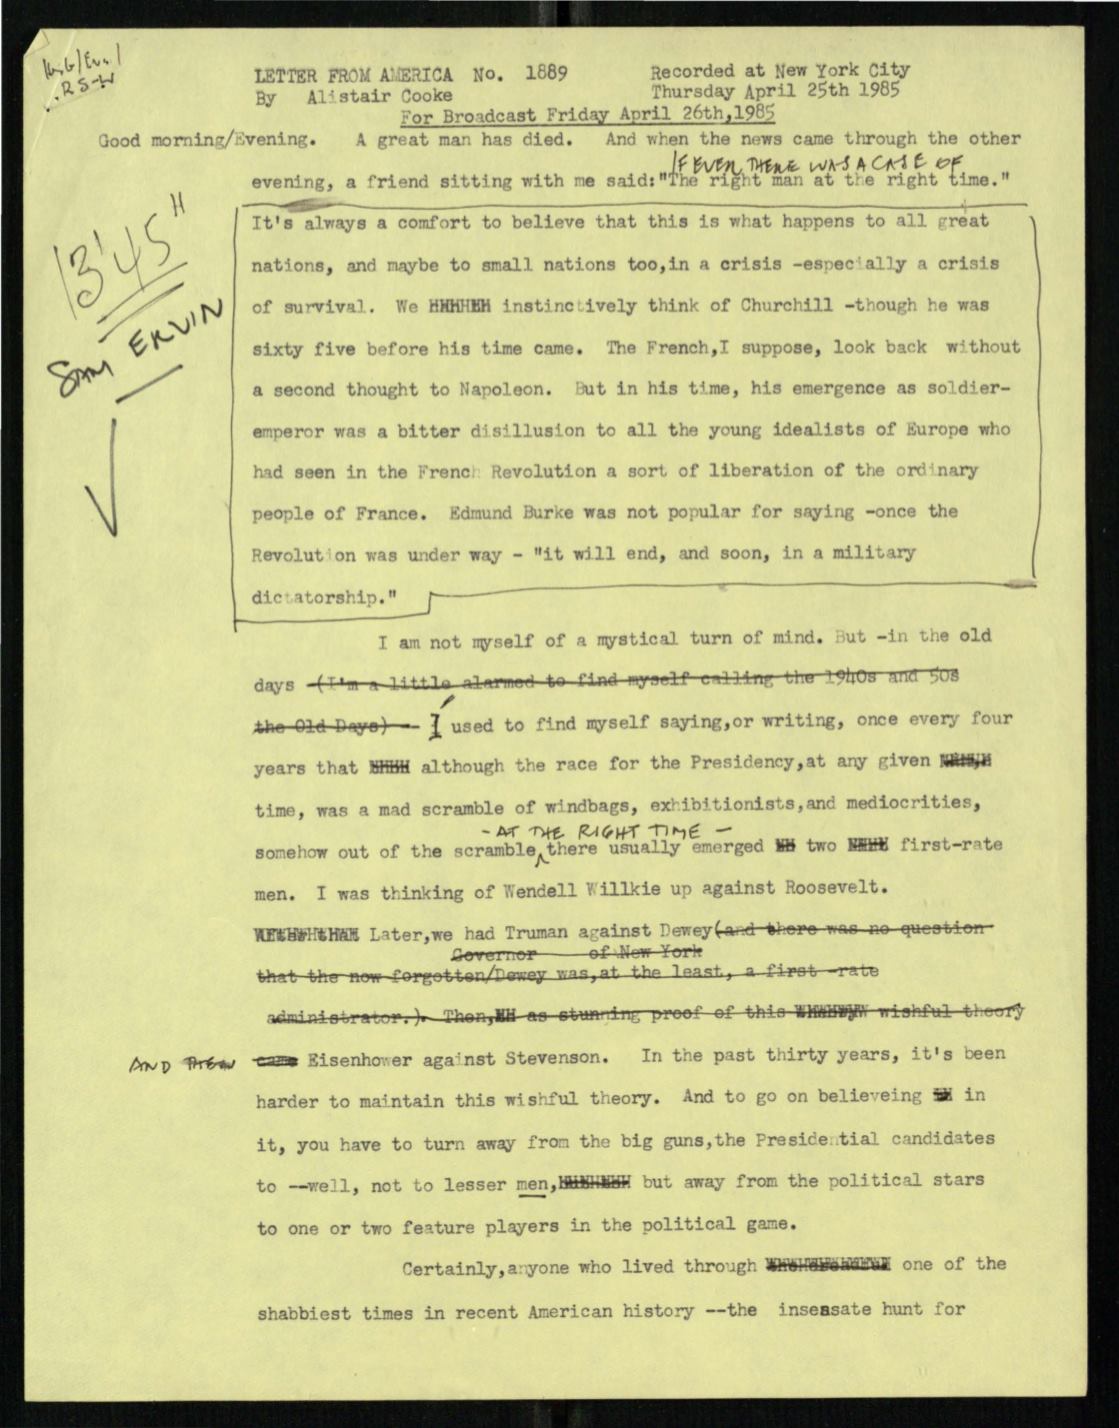 LETTER FROM AMERICA No. 1889 Recorded at New York City
By Alistair Cooke Thursday April 25th 1985
For Broadcast Friday April 26th,1985
Good morning/Evening. A great man has died. And when the news came through the other
IF EVER THERE WAS A CASE OF
evening, a friend sitting with me said:"The right man at the right time."
13'45"
SAM ERVIN
It's always a comfort to believe that this is what happens to all great
nations, and maybe to small nations too,in a crisis -especially a crisis
of survival. We instinctively think of Churchill -though he was
sixty five before his time came. The French,I suppose, look back without
a second thought to Napoleon. But in his time, his emergence as soldier-
emperor was a bitter disillusion to all the young idealists of Europe who
had seen in the French Revolution a sort of liberation of the ordinary
people of France. Edmund Burke was not popular for saying -once the
Revolution was under way - "it will end, and soon, in a military
dictatorship."
I am not myself of a mystical turn of mind. But -in the old
days (I'm a little alarmed to find myself calling the 1940s and 50s
the Old Days) - I used to find myself saying,or writing, once every four
years that although the race for the Presidency,at any given
time, was a mad scramble of windbags, exhibitionists,and mediocrities,
- AT THE RIGHT TIME -
somehow out of the scramble there usually emerged two first-rate
men. I was thinking of Wendell Willkie up against Roosevelt.
Later,we had Truman against Dewey(and there was no question
Governor of New York
that the now forgotten/Dewey was,at the least, a first -rate
administrator.). Then, as stunning proof of this wishful theory
AND THEN came Eisenhower against Stevenson. In the past thirty years, it's been
harder to maintain this wishful theory. And to go on believeing in
it, you have to turn away from the big guns,the Presidential candidates
to --well, not to lesser men, but away from the political stars
to one or two feature players in the political game.
Certainly,anyone who lived through one of the
shabbiest times in recent American history --the insensate hunt for